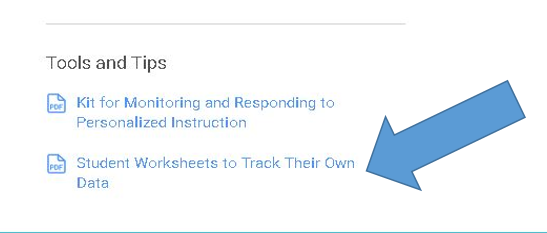 Tools and Tips
PDF
Kit for Monitoring and Responding to
Personalized Instruction
PDF
Student Worksheets to Track Their Own
Data